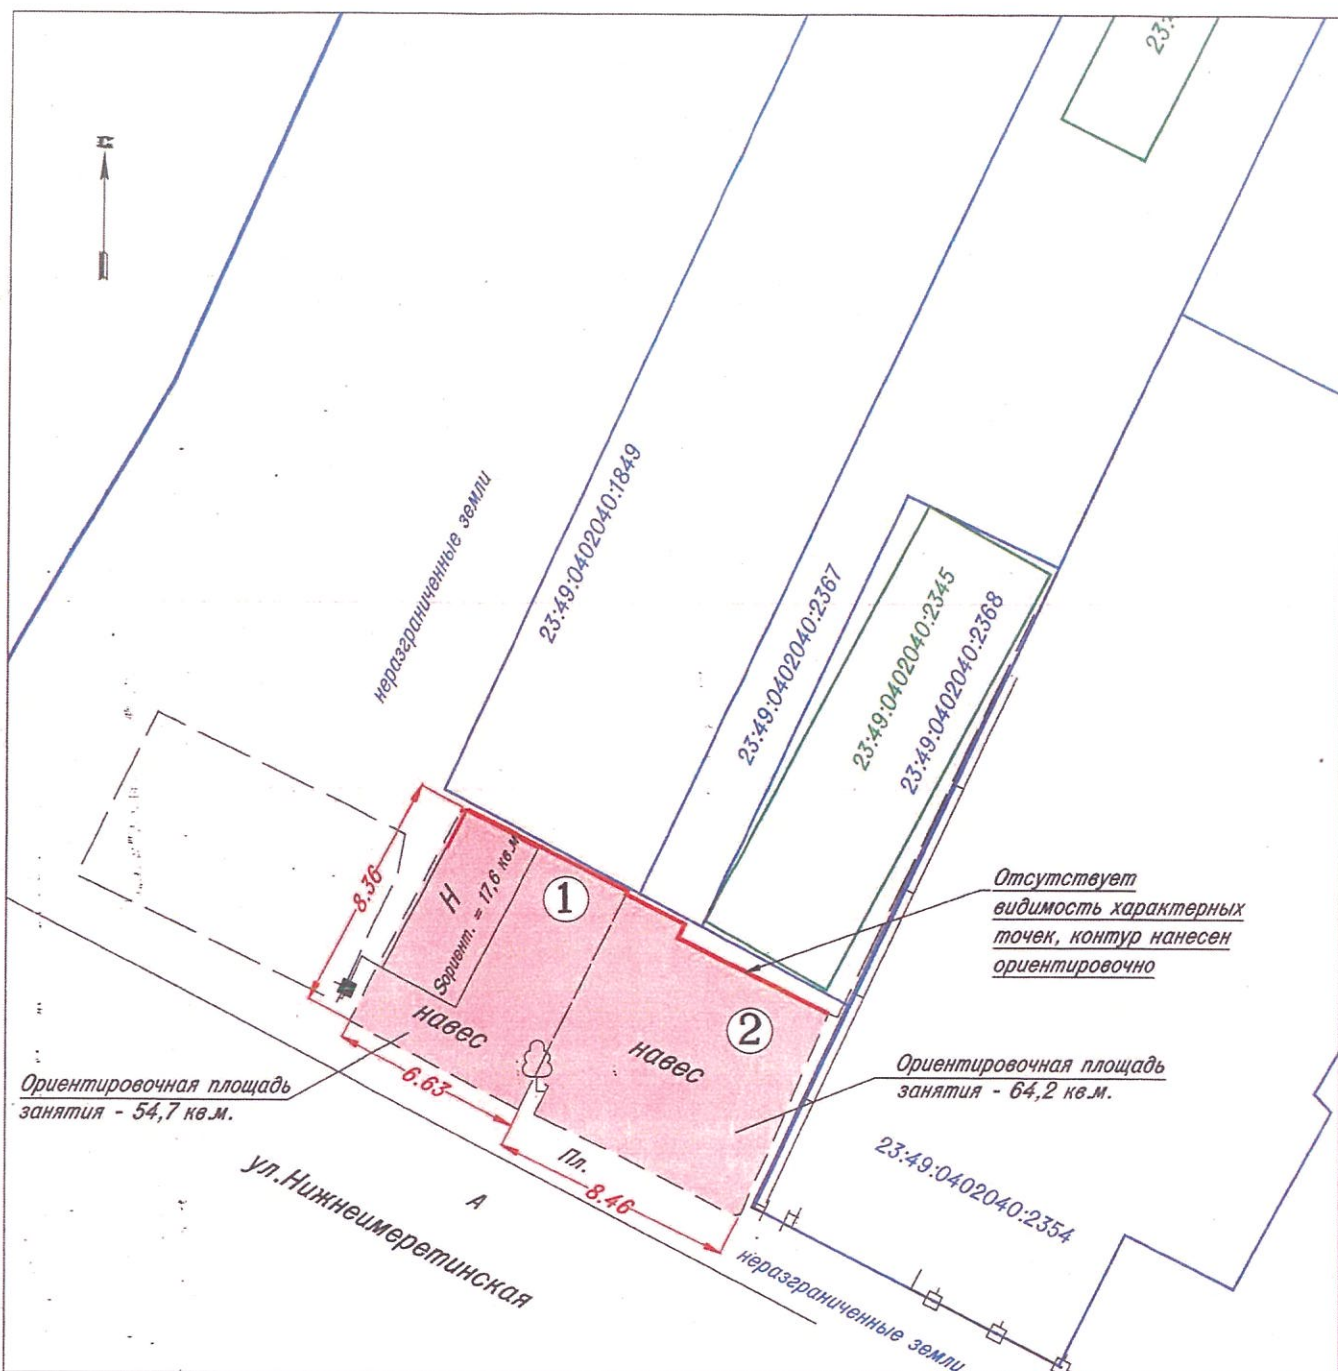 неразграниченные земли
23:49:0402040:1849
23:49:0402040:2367
23:49:0402040:2345
23:49:0402040:2368
8.36
Н
Sориент. = 17,6 кв.м
1
навес
2
навес
Отсутствует
видимость характерных
точек, контур нанесен
ориентировочно
Ориентировочная площадь
занятия - 54,7 кв.м.
6.63
Ориентировочная площадь
занятия - 64,2 кв.м.
Пл.
8.46
А
ул.Нижнеимеретинская
23:49:0402040:2354
неразграниченные земли